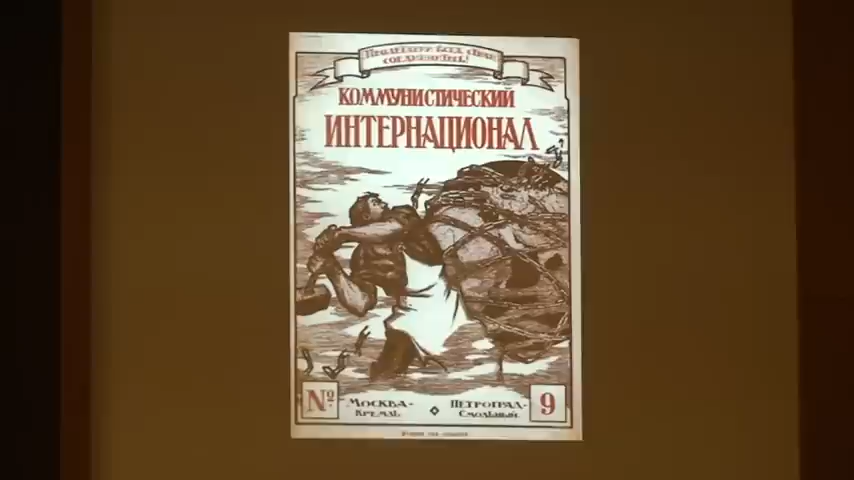 Пролетарии всех стран
соединяйтесь!
КОММУНИСТИЧЕСКИЙ
ИНТЕРНАЦИОНАЛ
№ МОСКВА- ПЕТРОГРАД- 9
КРЕМЛЬ СМОЛЬНЫЙ